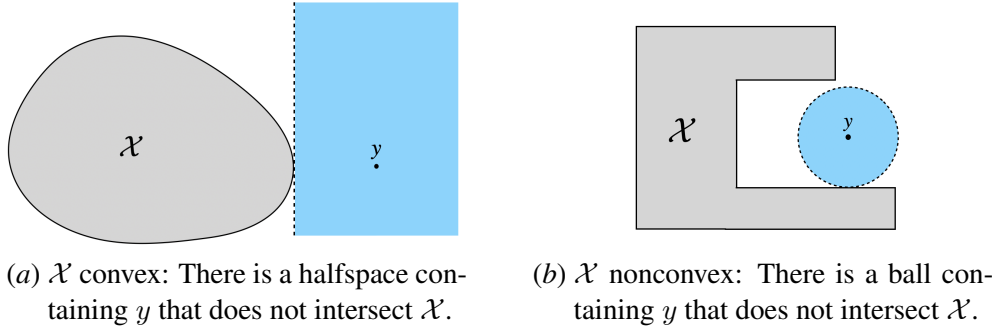 𝒳
y
𝒳
y
(a) 𝒳 convex: There is a halfspace con-
taining y that does not intersect 𝒳.
(b) 𝒳 nonconvex: There is a ball con-
taining y that does not intersect 𝒳.